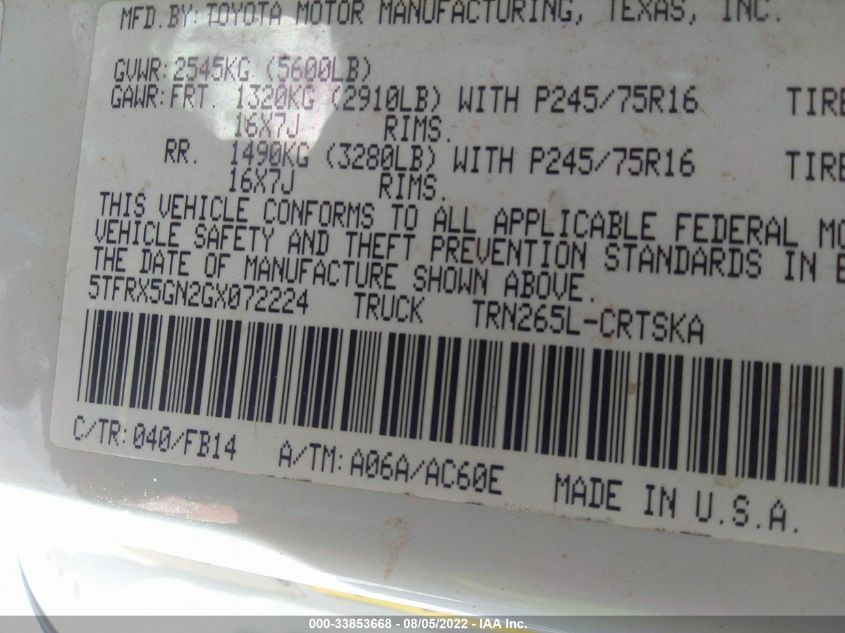 MFD.BY:TOYOTA MOTOR MANUFACTURING, TEXAS, INC.
GVWR:2545KG (5600LB)
GAWR:FRT. 1320KG (2910LB) WITH P245/75R16 TIRE
16X7J RIMS.
RR. 1490KG (3280LB) WITH P245/75R16 TIRE
16X7J RIMS.
THIS VEHICLE CONFORMS TO ALL APPLICABLE FEDERAL MO
VEHICLE SAFETY AND THEFT PREVENTION STANDARDS IN E
THE DATE OF MANUFACTURE SHOWN ABOVE.
5TFRX5GN2GX072224 TRUCK TRN265L-CRTSKA
C/TR:040/FB14 A/TM:A06A/AC60E MADE IN U.S.A.
000-33853668 - 08/05/2022 - IAA, Inc.